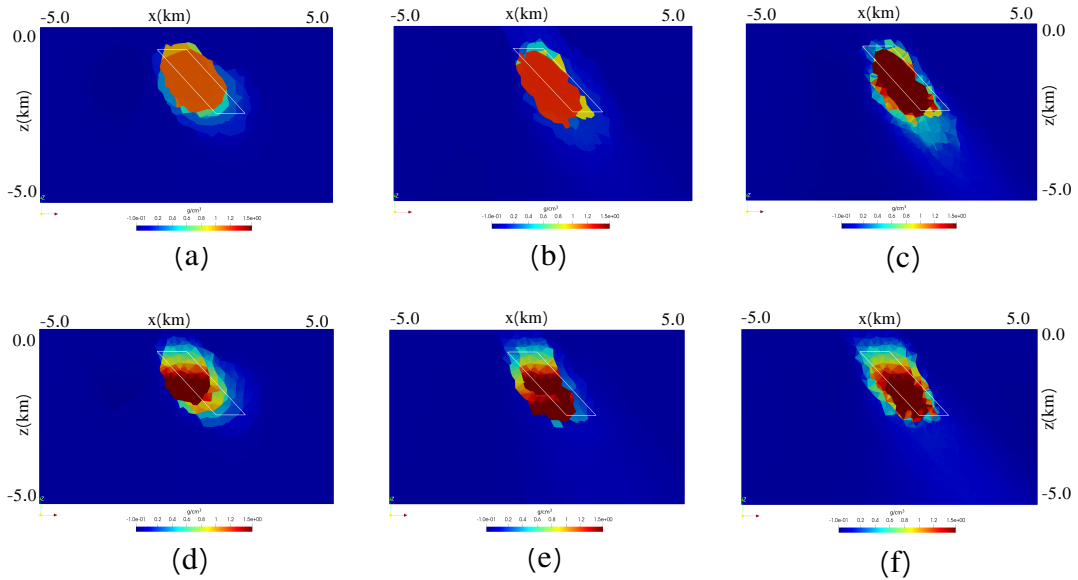 -5.0 x(km) 5.0 -5.0 x(km) 5.0 -5.0 x(km) 5.0
0.0 0.0
z(km) z(km)
-5.0 -5.0
z z z
g/cm³ g/cm³ g/cm³
-1.0e-01 0.2 0.4 0.6 0.8 1 1.2 1.5e+00 -1.0e-01 0.2 0.4 0.6 0.8 1 1.2 1.5e+00 -1.0e-01 0.2 0.4 0.6 0.8 1 1.2 1.5e+00
(a) (b) (c)
-5.0 x(km) 5.0 -5.0 x(km) 5.0 -5.0 x(km) 5.0
0.0 0.0
z(km) z(km)
-5.0 -5.0
z z z
g/cm³ g/cm³ g/cm³
-1.0e-01 0.2 0.4 0.6 0.8 1 1.2 1.5e+00 -1.0e-01 0.2 0.4 0.6 0.8 1 1.2 1.5e+00 -1.0e-01 0.2 0.4 0.6 0.8 1 1.2 1.5e+00
(d) (e) (f)